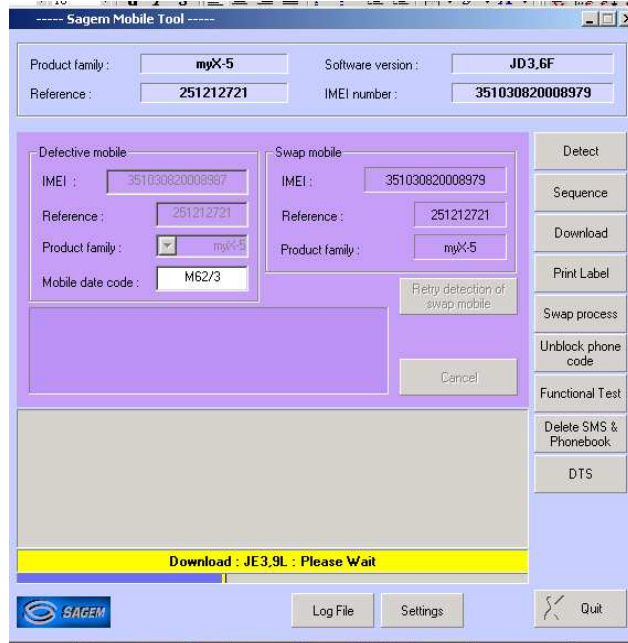 ----- Sagem Mobile Tool -----
Product family : myX-5 Software version : JD3,6F
Reference : 251212721 IMEI number : 351030820008979
Defective mobile
IMEI : 351030820008987
Reference : 251212721
Product family : myX-5
Mobile date code : M62/3
Swap mobile
IMEI : 351030820008979
Reference : 251212721
Product family : myX-5
Retry detection of
swap mobile
Cancel
Detect
Sequence
Download
Print Label
Swap process
Unblock phone
code
Functional Test
Delete SMS &
Phonebook
DTS
Download : JE3,9L : Please Wait
SAGEM
Log File
Settings
Quit